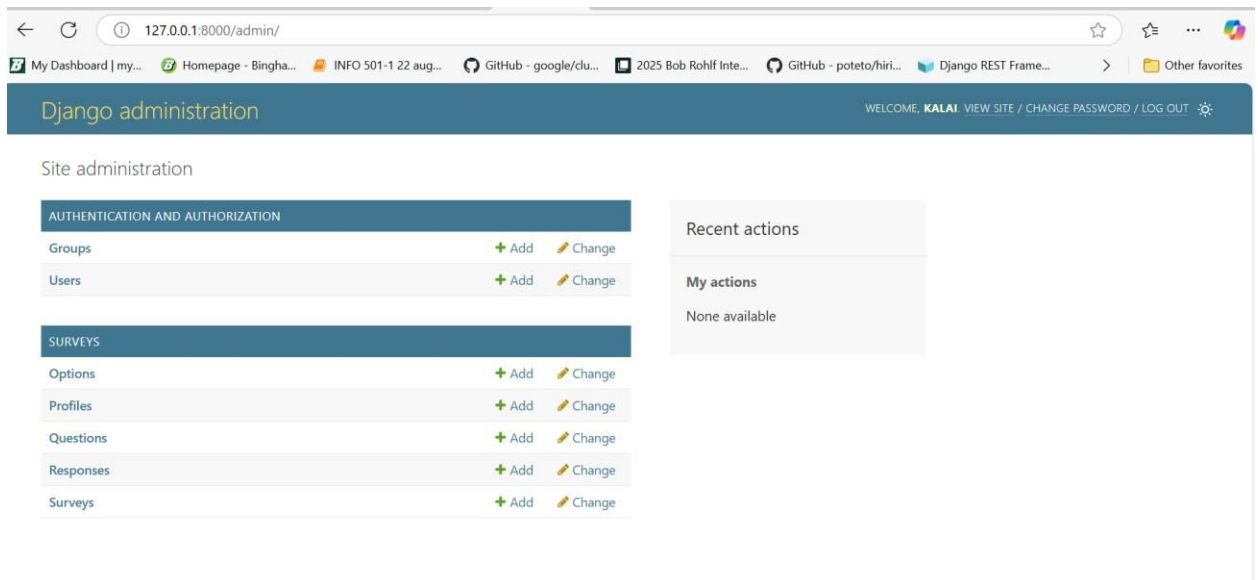 127.0.0.1:8000/admin/
My Dashboard | my... Homepage - Bingha... INFO 501-1 22 aug... GitHub - google/clu... 2025 Bob Rohlf Inte... GitHub - poteto/hiri... Django REST Frame... Other favorites
Django administration
WELCOME, KALAI. VIEW SITE / CHANGE PASSWORD / LOG OUT
Site administration
AUTHENTICATION AND AUTHORIZATION
Groups + Add Change
Users + Add Change
SURVEYS
Options + Add Change
Profiles + Add Change
Questions + Add Change
Responses + Add Change
Surveys + Add Change
Recent actions
My actions
None available